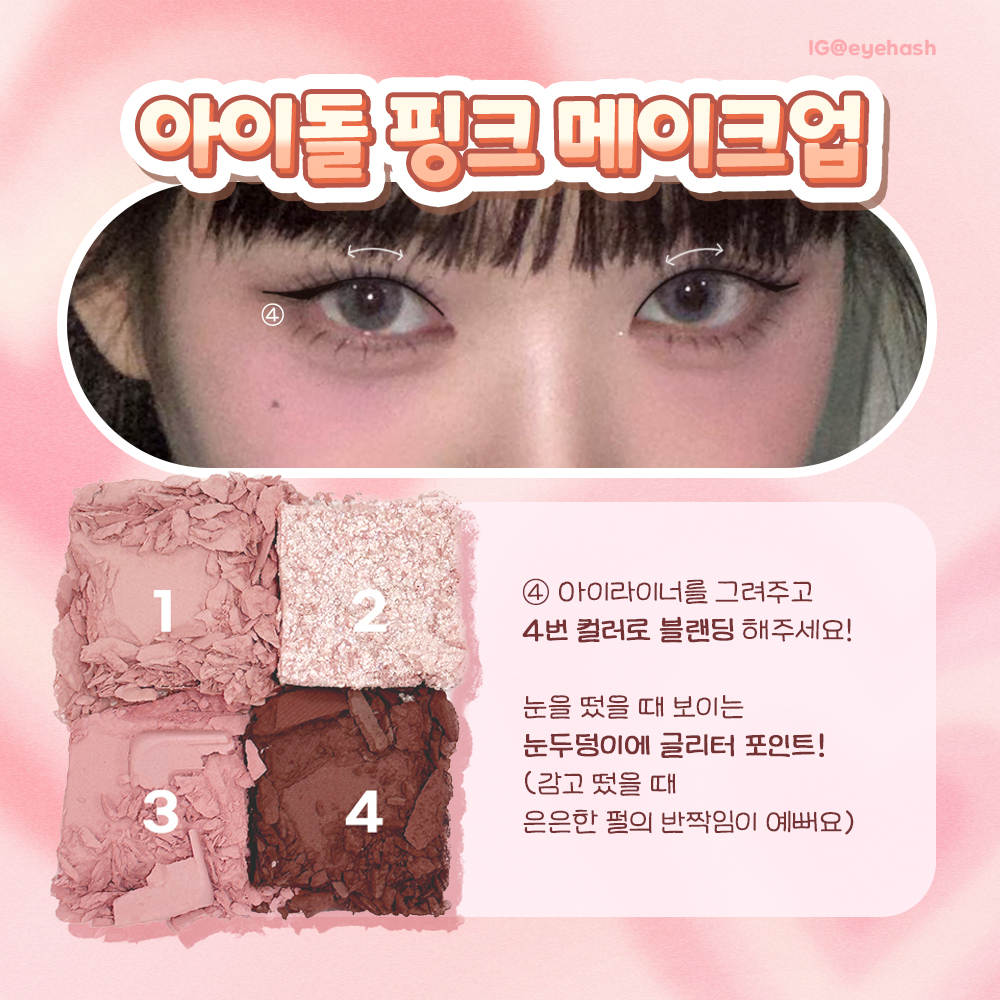 IG@eyehash
아이돌 핑크 메이크업
④
1
2
3
4
④ 아이라이너를 그려주고
4번 컬러로 블랜딩 해주세요!
눈을 떴을 때 보이는
눈두덩이에 글리터 포인트!
(감고 떴을 때
은은한 펄의 반짝임이 예뻐요)